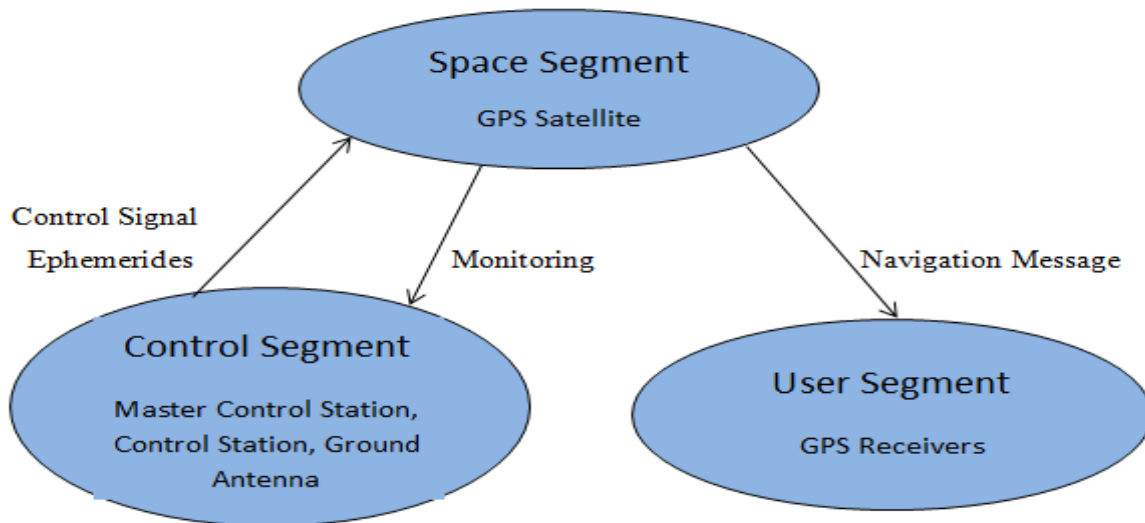 Space Segment
GPS Satellite
Control Signal
Ephemerides
Monitoring
Navigation Message
Control Segment
Master Control Station,
Control Station, Ground
Antenna
User Segment
GPS Receivers